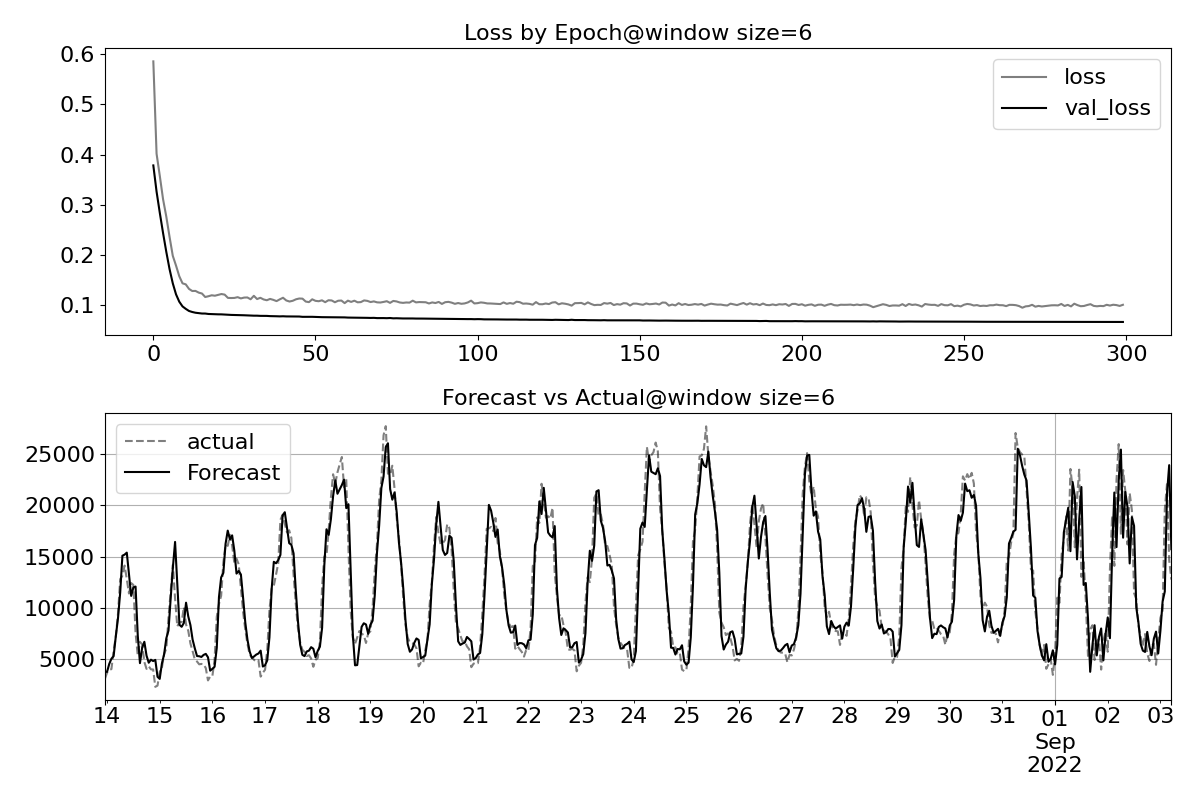 Loss by Epoch@window size=6
0.6
0.5
0.4
0.3
0.2
0.1
loss
val_loss
0 50 100 150 200 250 300
Forecast vs Actual@window size=6
25000
20000
15000
10000
5000
actual
Forecast
14 15 16 17 18 19 20 21 22 23 24 25 26 27 28 29 30 31 01 02 03
Sep
2022